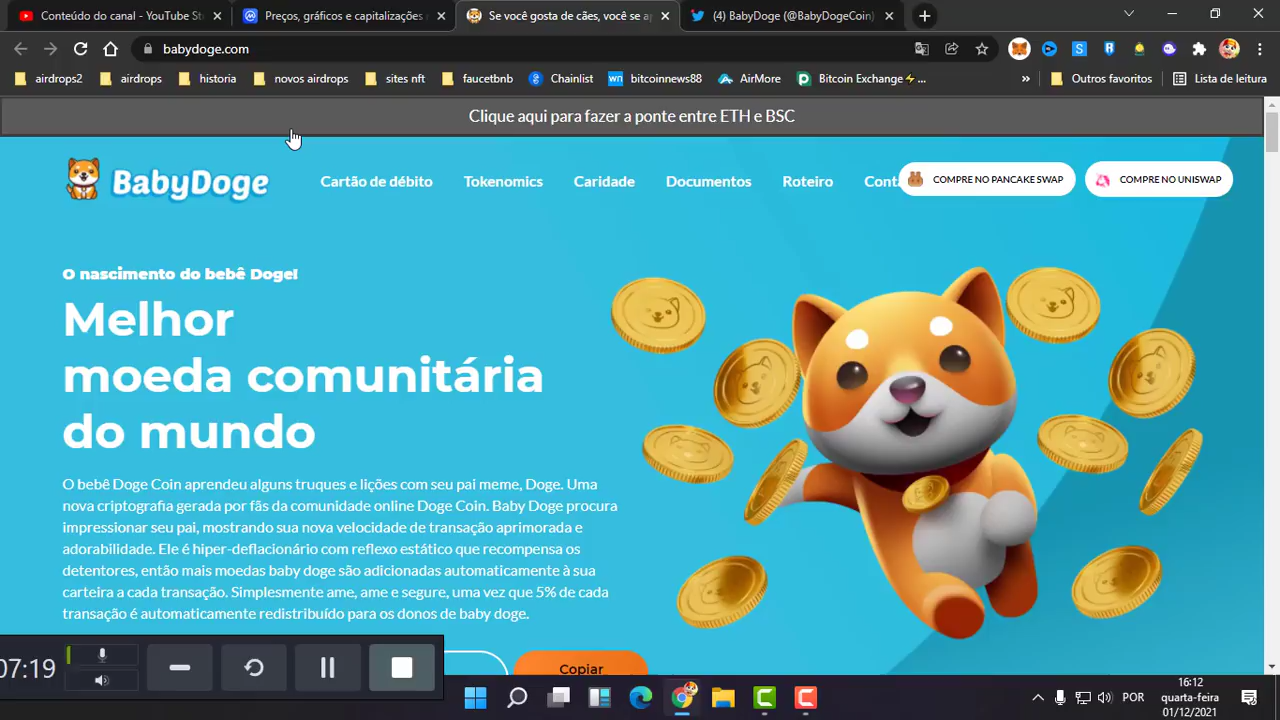 Conteúdo do canal - YouTube St
Preços, gráficos e capitalizações
Se você gosta de cães, você se ap
(4) BabyDoge (@BabyDogeCoin)
babydoge.com
airdrops2
airdrops
historia
novos airdrops
sites nft
faucetbnb
Chainlist
wn bitcoinnews88
AirMore
Bitcoin Exchange⚡...
»
Outros favoritos
Lista de leitura
Clique aqui para fazer a ponte entre ETH e BSC
BabyDoge
Cartão de débito
Tokenomics
Caridade
Documentos
Roteiro
Conta
COMPRE NO PANCAKE SWAP
COMPRE NO UNISWAP
O nascimento do bebê Doge!
Melhor
moeda comunitária
do mundo
O bebê Doge Coin aprendeu alguns truques e lições com seu pai meme, Doge. Uma
nova criptografia gerada por fãs da comunidade online Doge Coin. Baby Doge procura
impressionar seu pai, mostrando sua nova velocidade de transação aprimorada e
adorabilidade. Ele é hiper-deflacionário com reflexo estático que recompensa os
detentores, então mais moedas baby doge são adicionadas automaticamente à sua
carteira a cada transação. Simplesmente ame, ame e segure, uma vez que 5% de cada
transação é automaticamente redistribuído para os donos de baby doge.
Copiar
07:19
POR
16:12
quarta-feira
01/12/2021